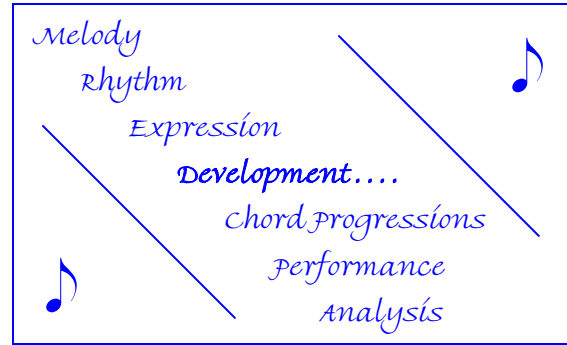 Melody
Rhythm
Expression
Development....
Chord Progressions
Performance
Analysis